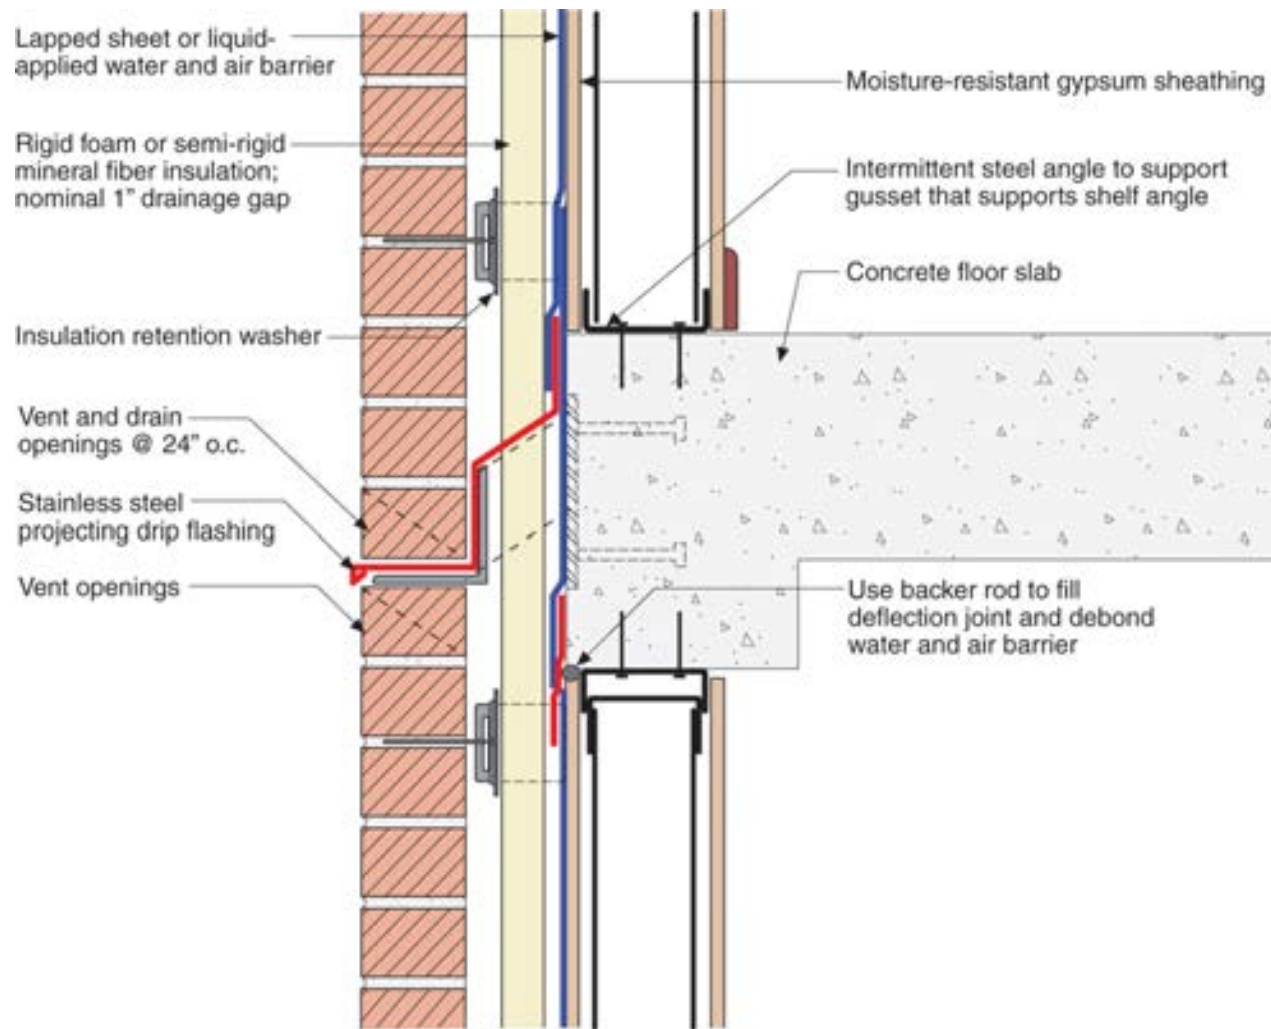 Lapped sheet or liquid-
applied water and air barrier
Rigid foam or semi-rigid
mineral fiber insulation;
nominal 1” drainage gap
Insulation retention washer
Vent and drain
openings @ 24” o.c.
Stainless steel
projecting drip flashing
Vent openings
Moisture-resistant gypsum sheathing
Intermittent steel angle to support
gusset that supports shelf angle
Concrete floor slab
Use backer rod to fill
deflection joint and debond
water and air barrier